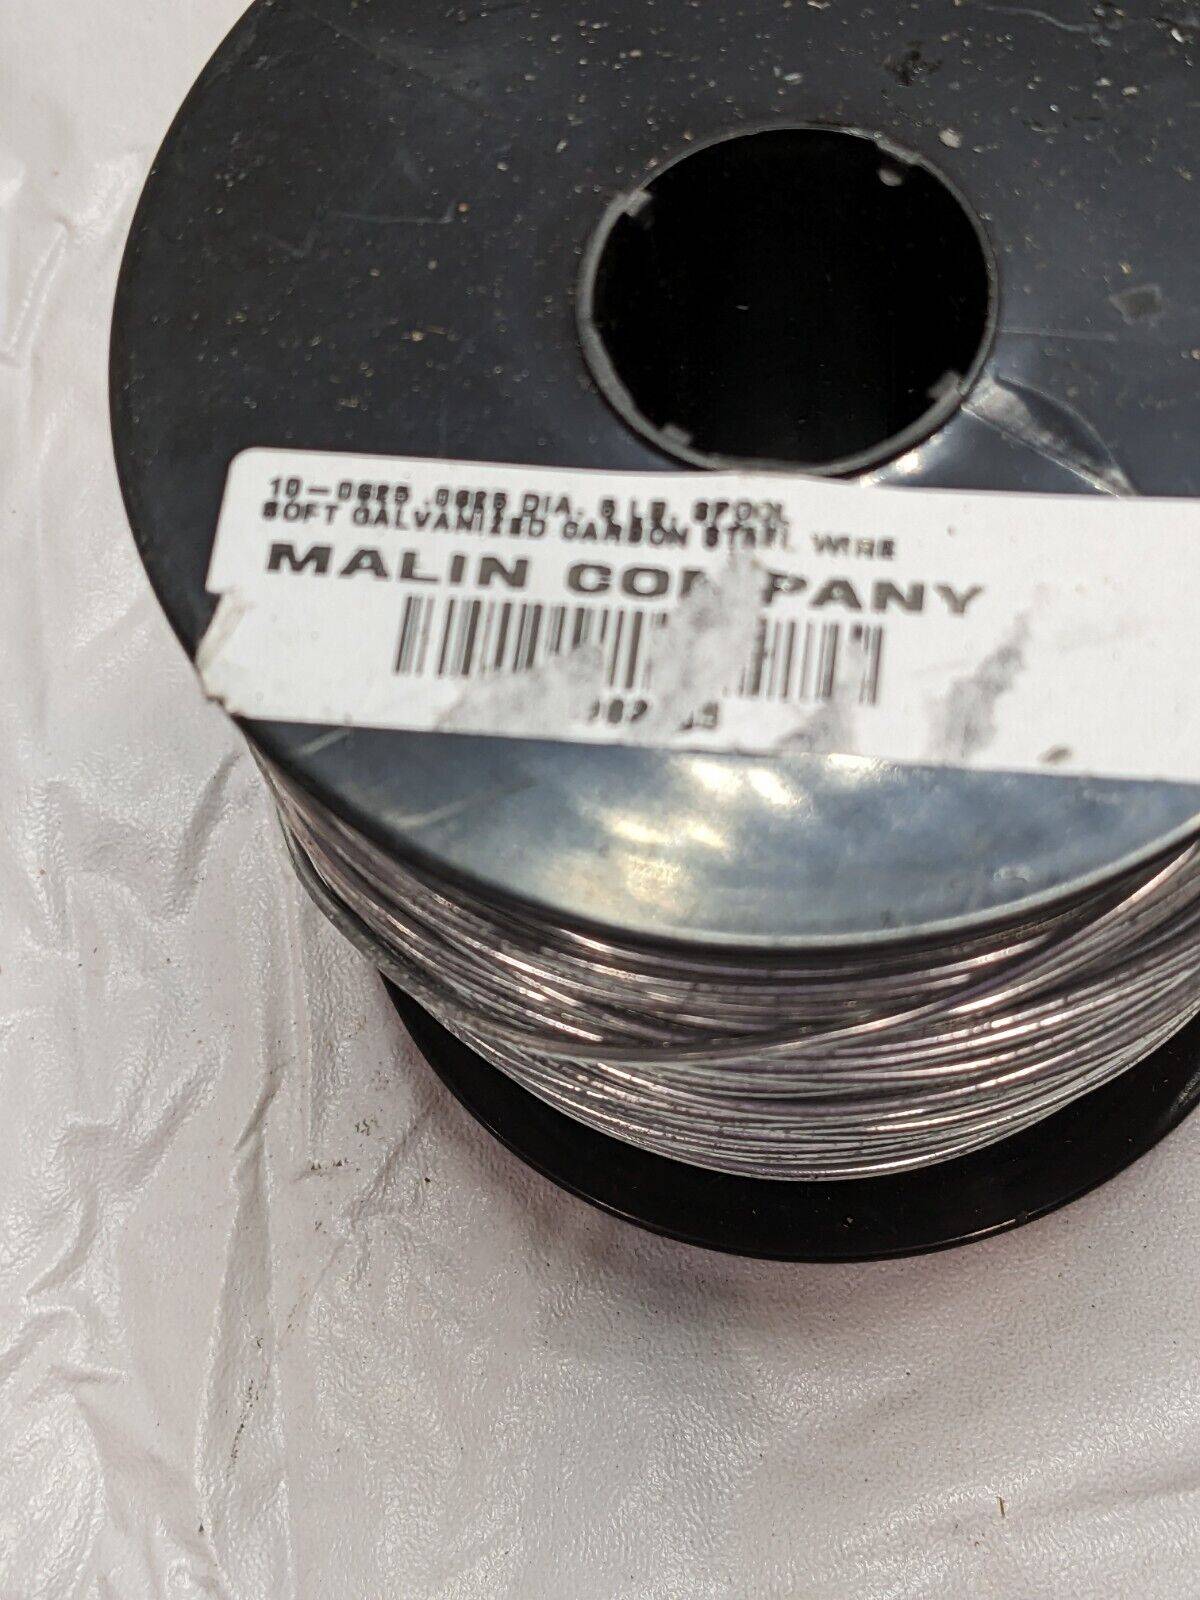 10-0625 .0625 DIA. 5 LB. SPOOL
SOFT GALVANIZED CARBON STEEL WIRE
MALIN COMPANY